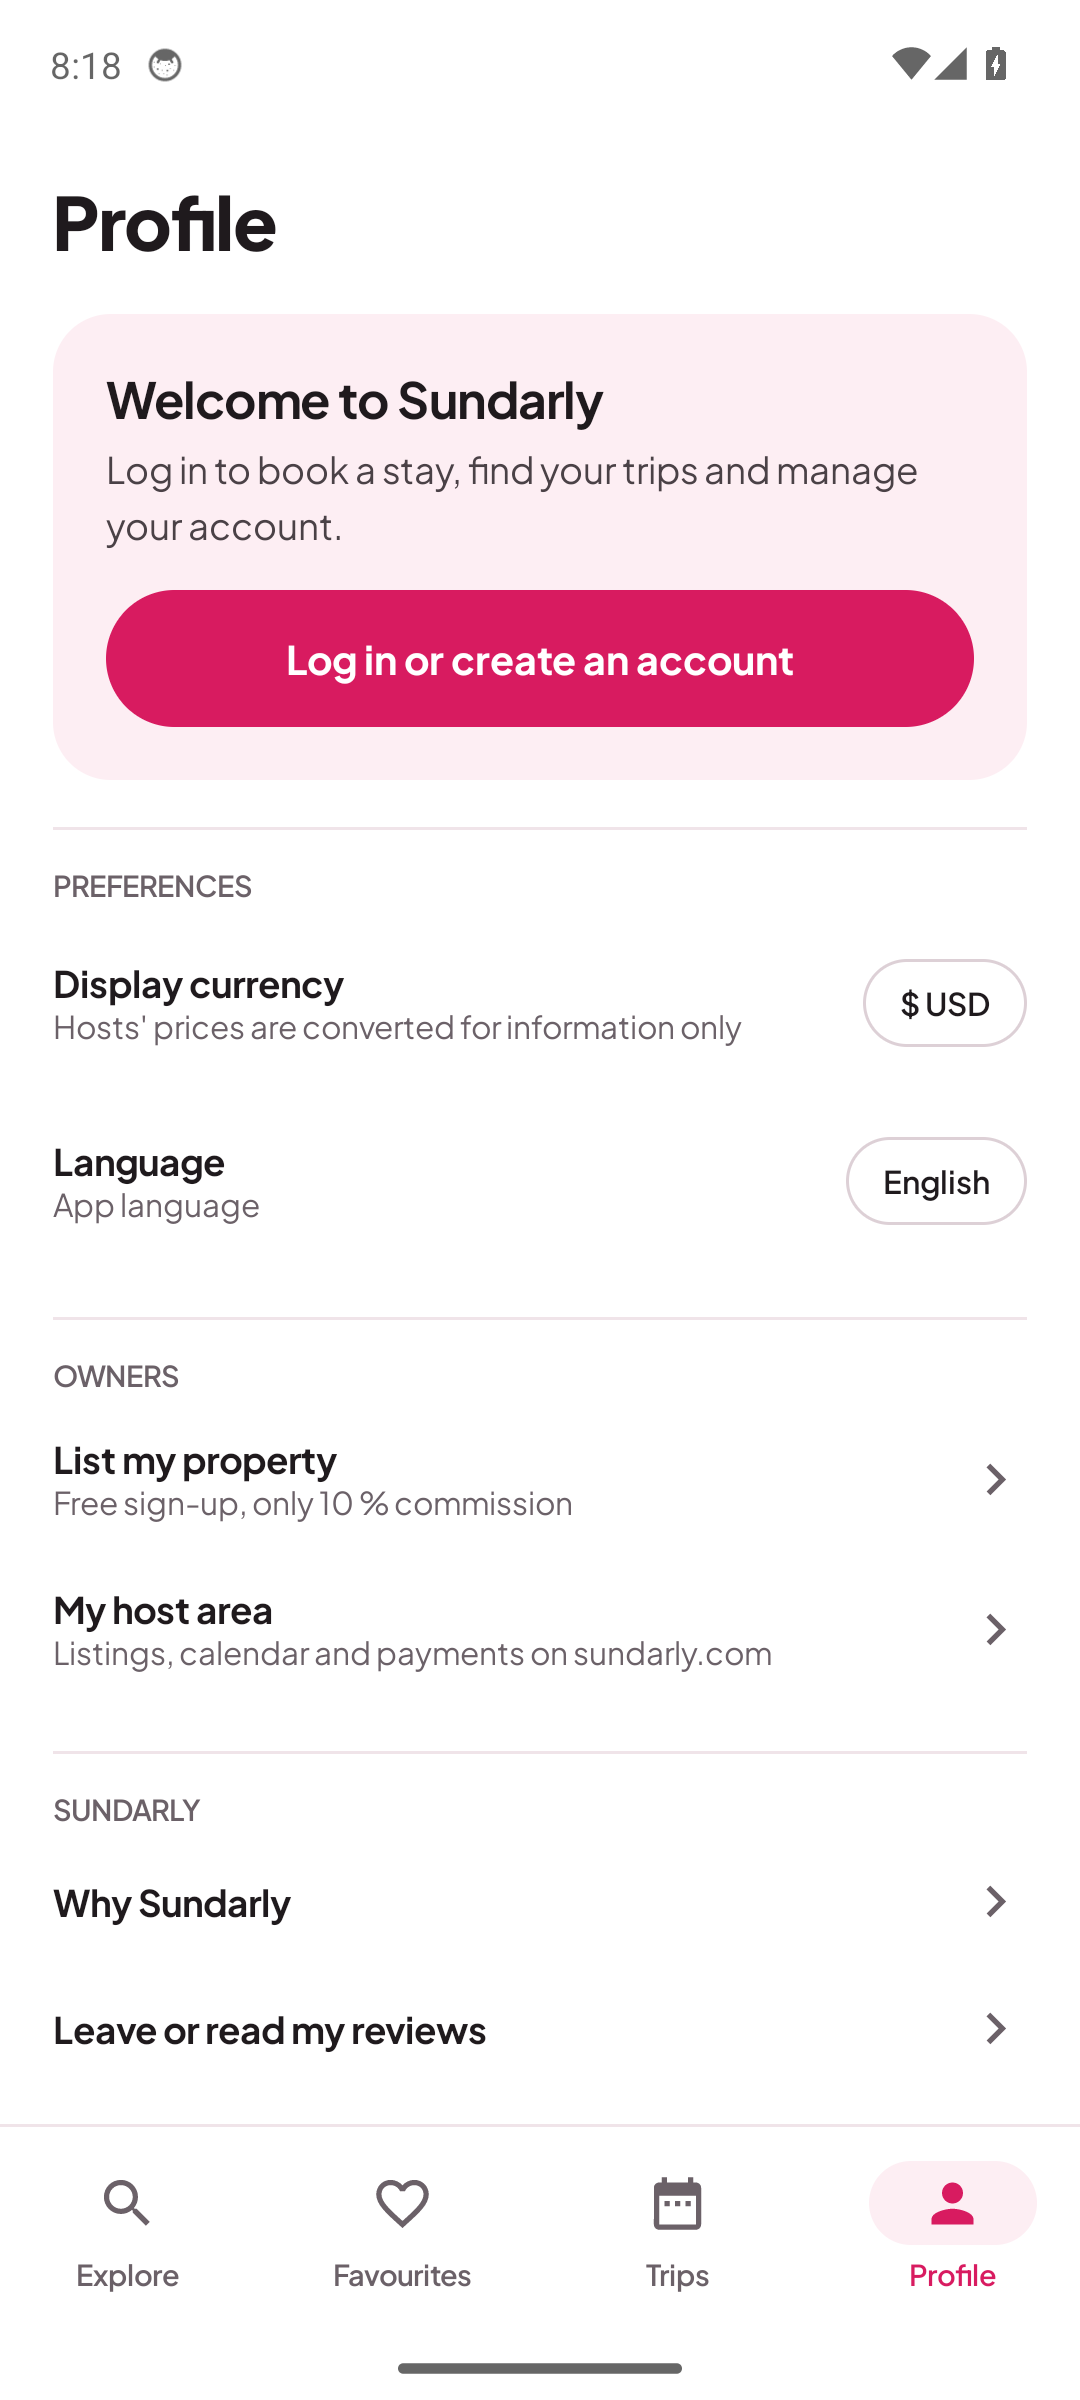 8:18
Profile
Welcome to Sundarly
Log in to book a stay, find your trips and manage
your account.
Log in or create an account
PREFERENCES
Display currency
Hosts' prices are converted for information only
$ USD
Language
App language
English
OWNERS
List my property
Free sign-up, only 10 % commission
My host area
Listings, calendar and payments on sundarly.com
SUNDARLY
Why Sundarly
Leave or read my reviews
Explore
Favourites
Trips
Profile